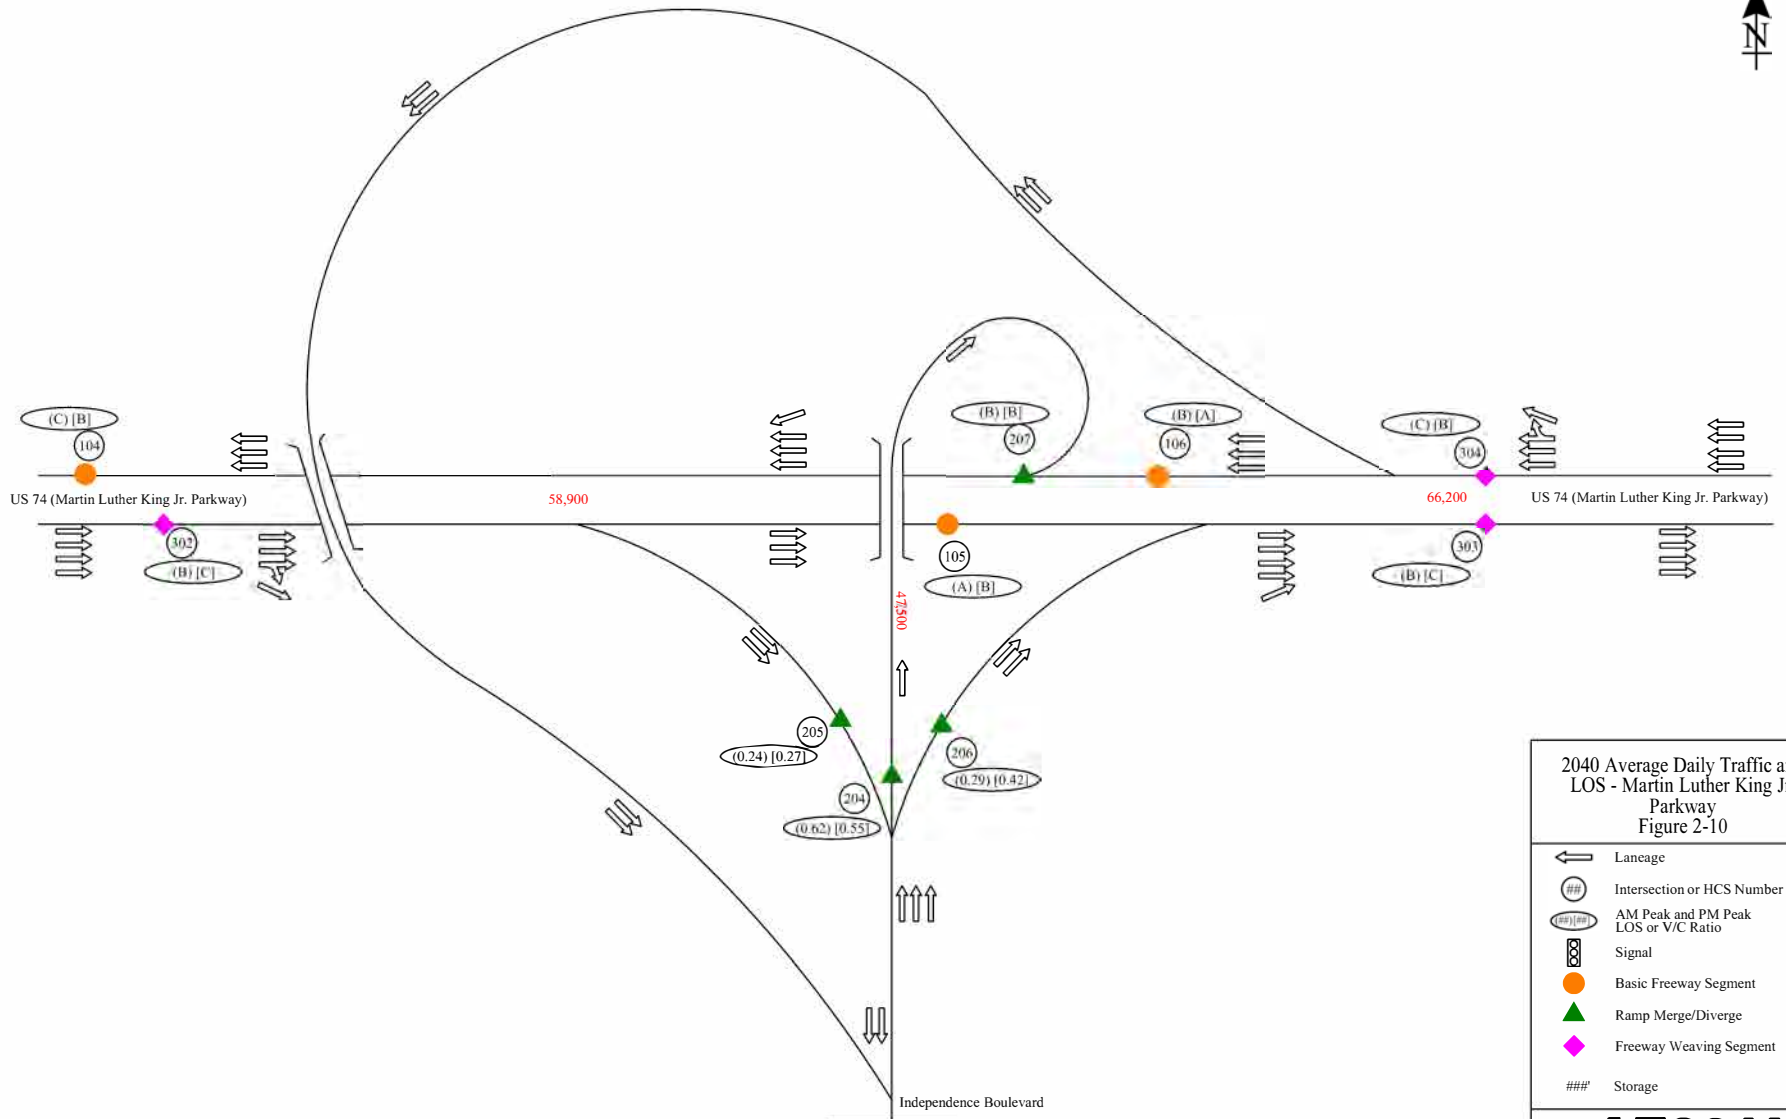 N
(C) [B]
104
(B) [B]
207
(B) [A]
106
(C) [B]
304
US 74 (Martin Luther King Jr. Parkway)
58,900
66,200
US 74 (Martin Luther King Jr. Parkway)
302
(B) [C]
105
(A) [B]
303
(B) [C]
47,500
205
(0.24) [0.27]
206
(0.29) [0.42]
204
(0.62) [0.55]
Independence Boulevard
2040 Average Daily Traffic a
LOS - Martin Luther King J
Parkway
Figure 2-10
Laneage
## Intersection or HCS Number
(##)[##] AM Peak and PM Peak
LOS or V/C Ratio
Signal
Basic Freeway Segment
Ramp Merge/Diverge
Freeway Weaving Segment
###' Storage